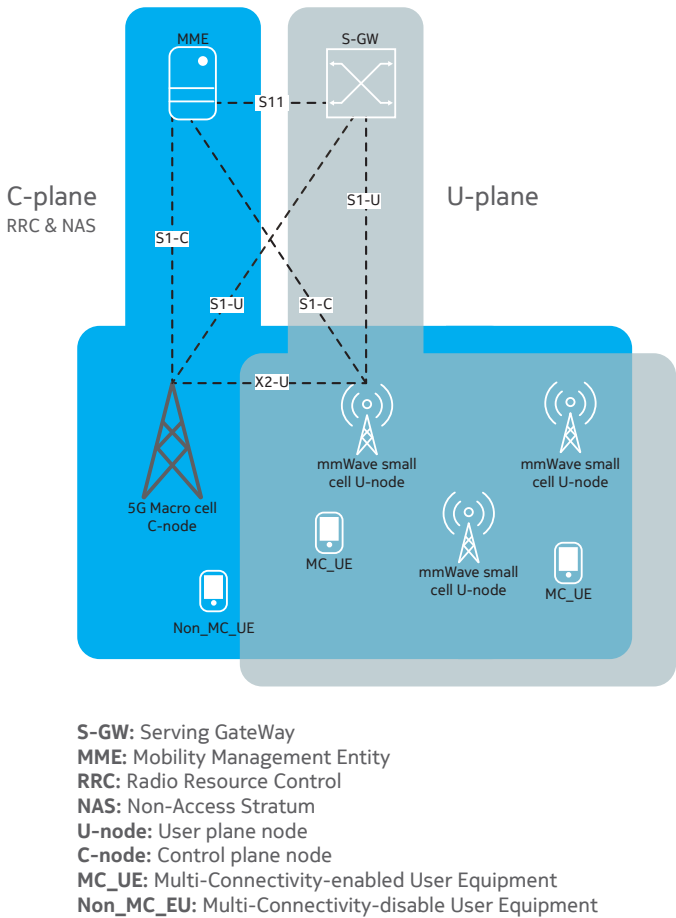 MME
S-GW
S11
C-plane
RRC & NAS
U-plane
S1-U
S1-C
S1-U
S1-C
X2-U
mmWave small
cell U-node
mmWave small
cell U-node
5G Macro cell
C-node
MC_UE
mmWave small
cell U-node
MC_UE
Non_MC_UE
S-GW: Serving GateWay
MME: Mobility Management Entity
RRC: Radio Resource Control
NAS: Non-Access Stratum
U-node: User plane node
C-node: Control plane node
MC_UE: Multi-Connectivity-enabled User Equipment
Non_MC_EU: Multi-Connectivity-disable User Equipment